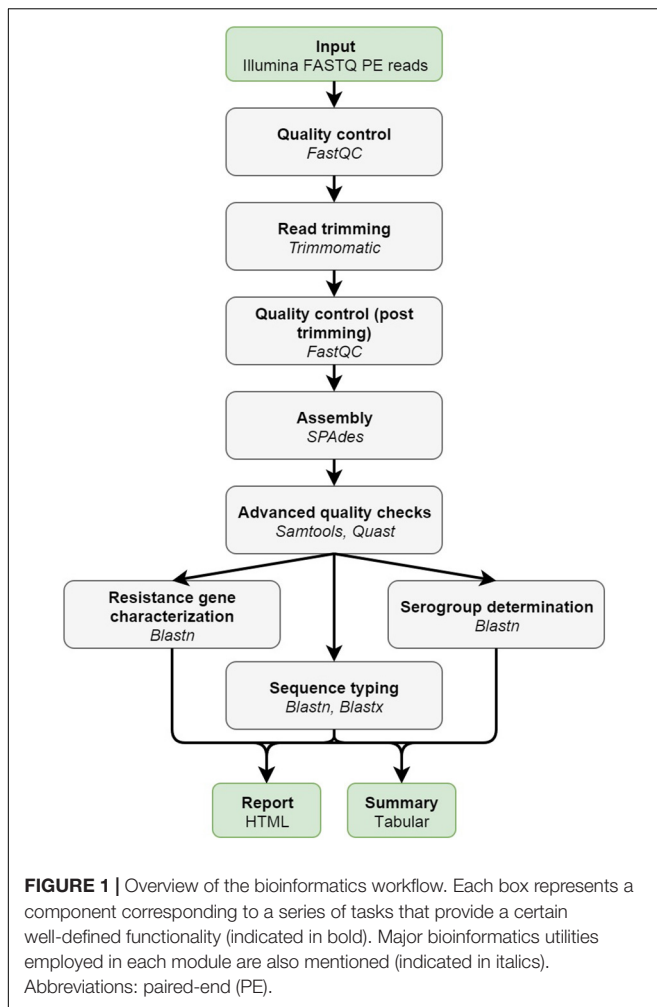 Input
Illumina FASTQ PE reads
Quality control
FastQC
Read trimming
Trimmomatic
Quality control (post
trimming)
FastQC
Assembly
SPAdes
Advanced quality checks
Samtools, Quast
Resistance gene
characterization
Blastn
Serogroup determination
Blastn
Sequence typing
Blastn, Blastx
Report
HTML
Summary
Tabular
FIGURE 1 | Overview of the bioinformatics workflow. Each box represents a
component corresponding to a series of tasks that provide a certain
well-defined functionality (indicated in bold). Major bioinformatics utilities
employed in each module are also mentioned (indicated in italics).
Abbreviations: paired-end (PE).